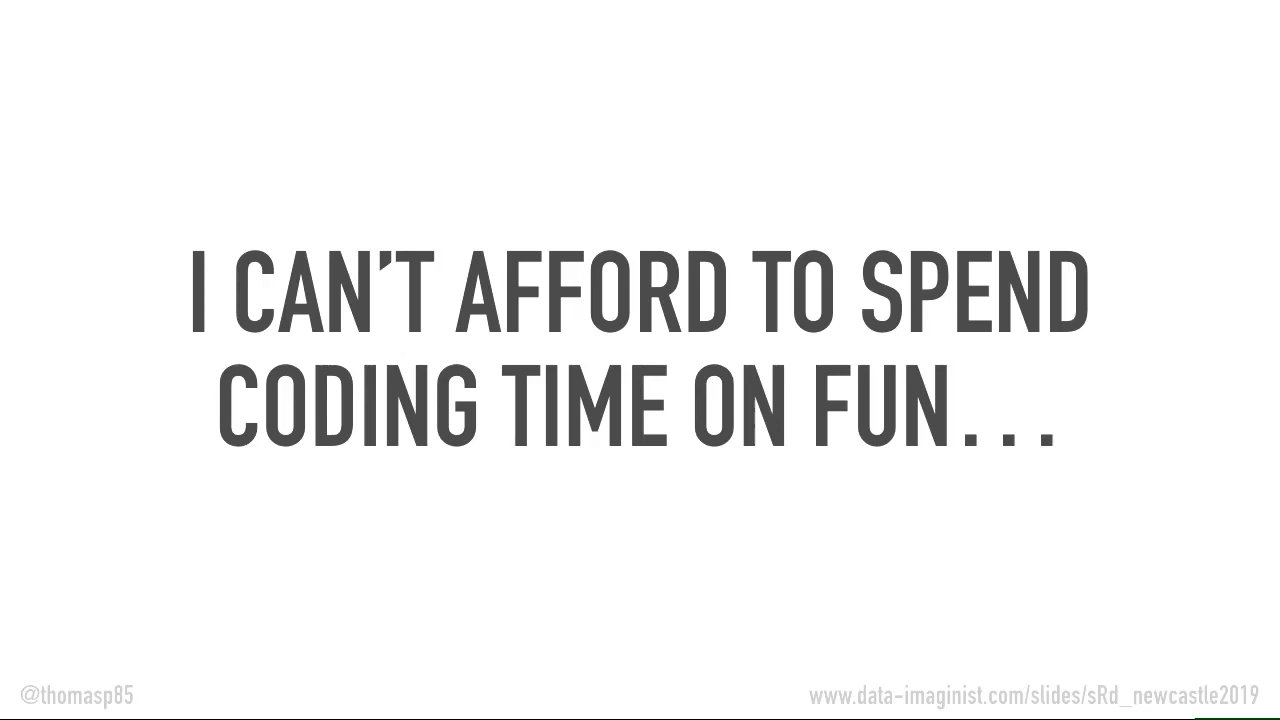 I CAN’T AFFORD TO SPEND
CODING TIME ON FUN...
@thomasp85
www.data-imaginist.com/slides/sRd_newcastle2019